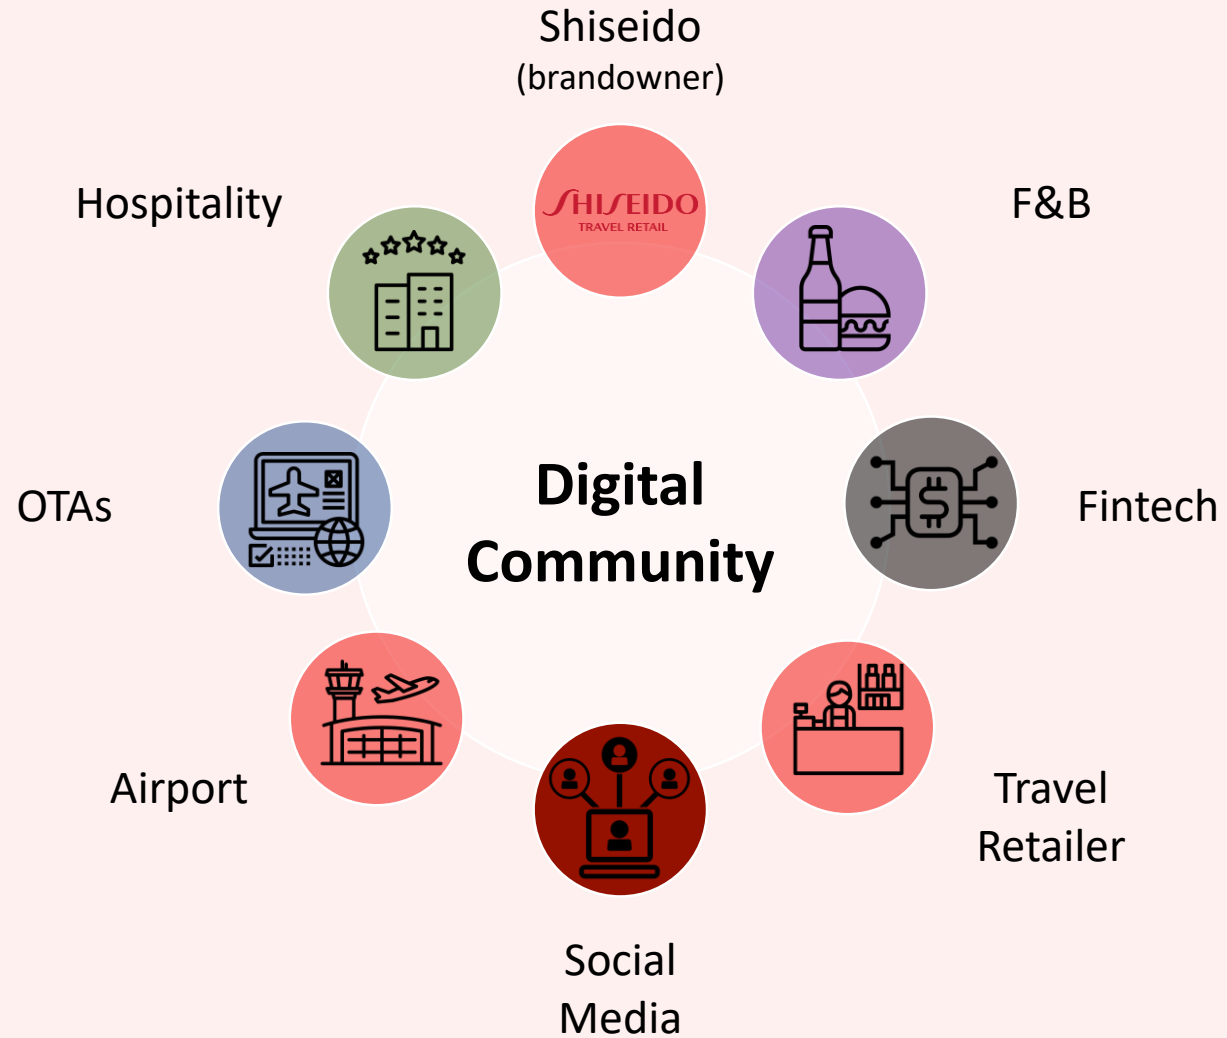 Shiseido
(brandowner)
SHISEIDO
TRAVEL RETAIL
Hospitality
F&B
Digital
Community
OTAs
Fintech
Airport
Travel
Retailer
Social
Media